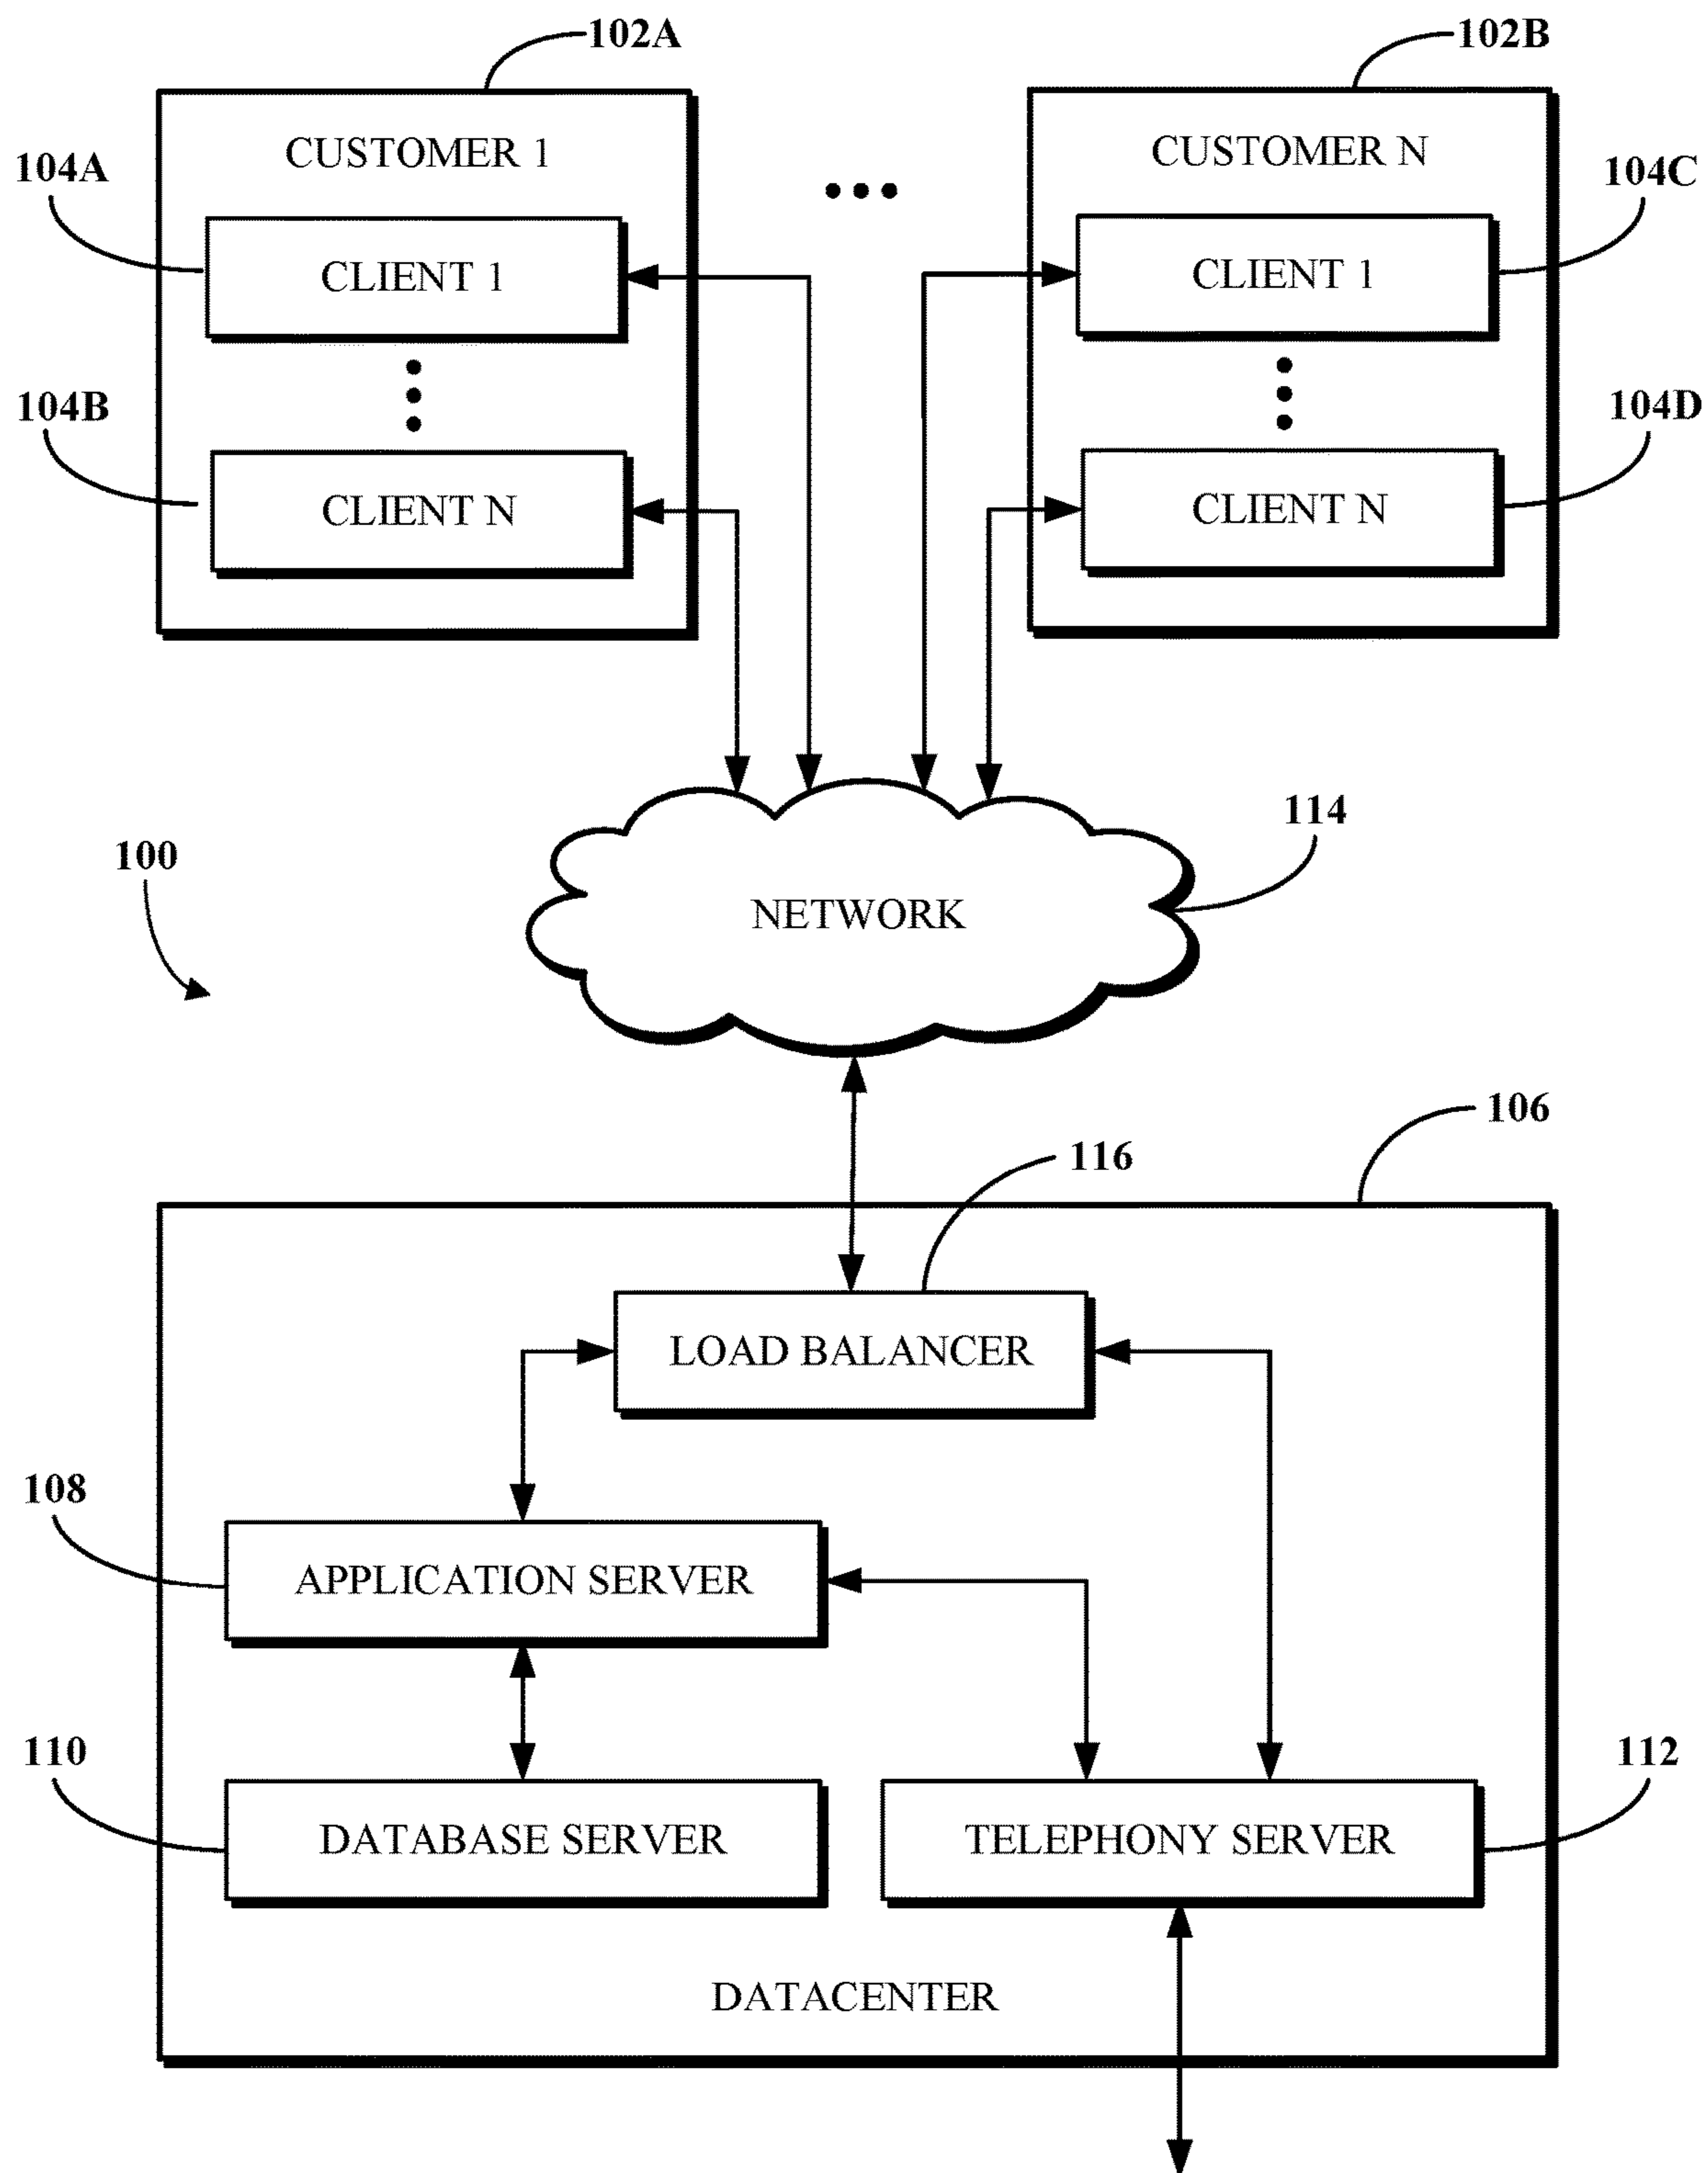 102A
102B
CUSTOMER 1
CUSTOMER N
104A
104C
CLIENT 1
CLIENT 1
104B
104D
CLIENT N
CLIENT N
114
100
NETWORK
106
116
LOAD BALANCER
108
APPLICATION SERVER
110
112
DATABASE SERVER
TELEPHONY SERVER
DATACENTER